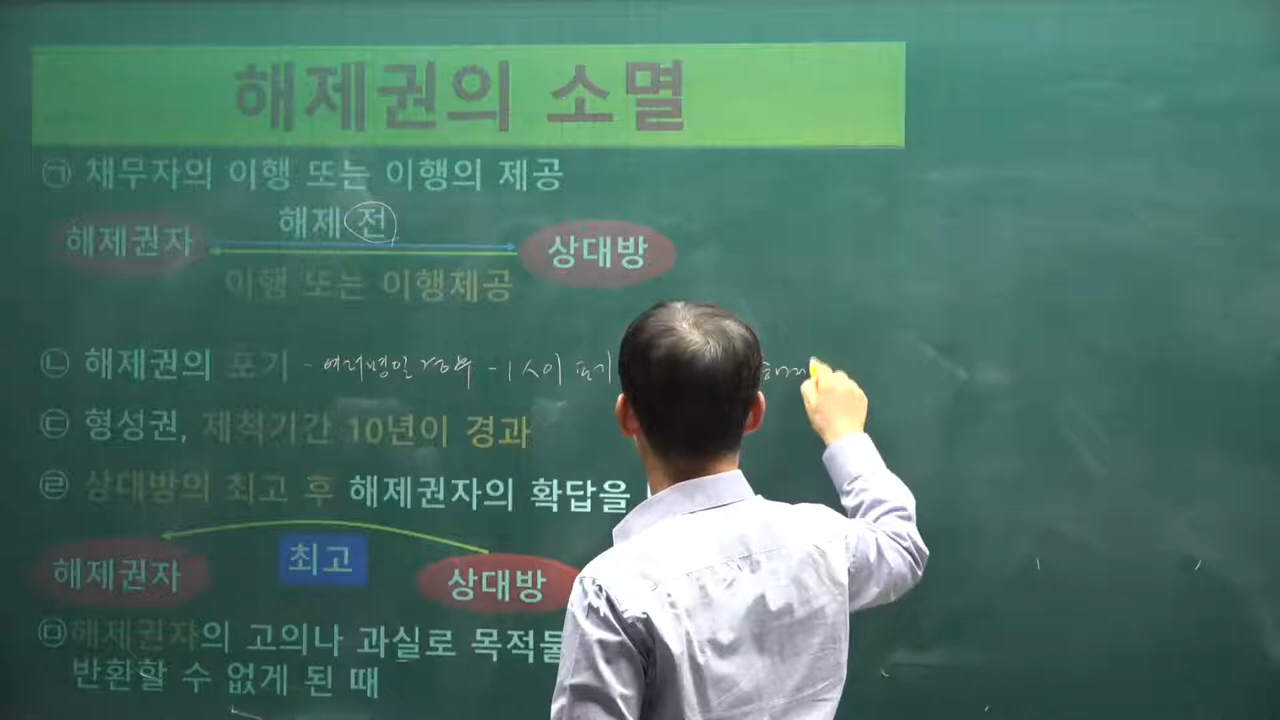 해제권의 소멸
㉠ 채무자의 이행 또는 이행의 제공
해제 전
해제권자 상대방
이행 또는 이행제공
㉡ 해제권의 포기 - 여러명일 경우 - 1人이 포기
㉢ 형성권, 제척기간 10년이 경과
㉣ 상대방의 최고 후 해제권자의 확답을
해제권자 최고 상대방
㉤ 해제권자의 고의나 과실로 목적물
반환할 수 없게 된 때